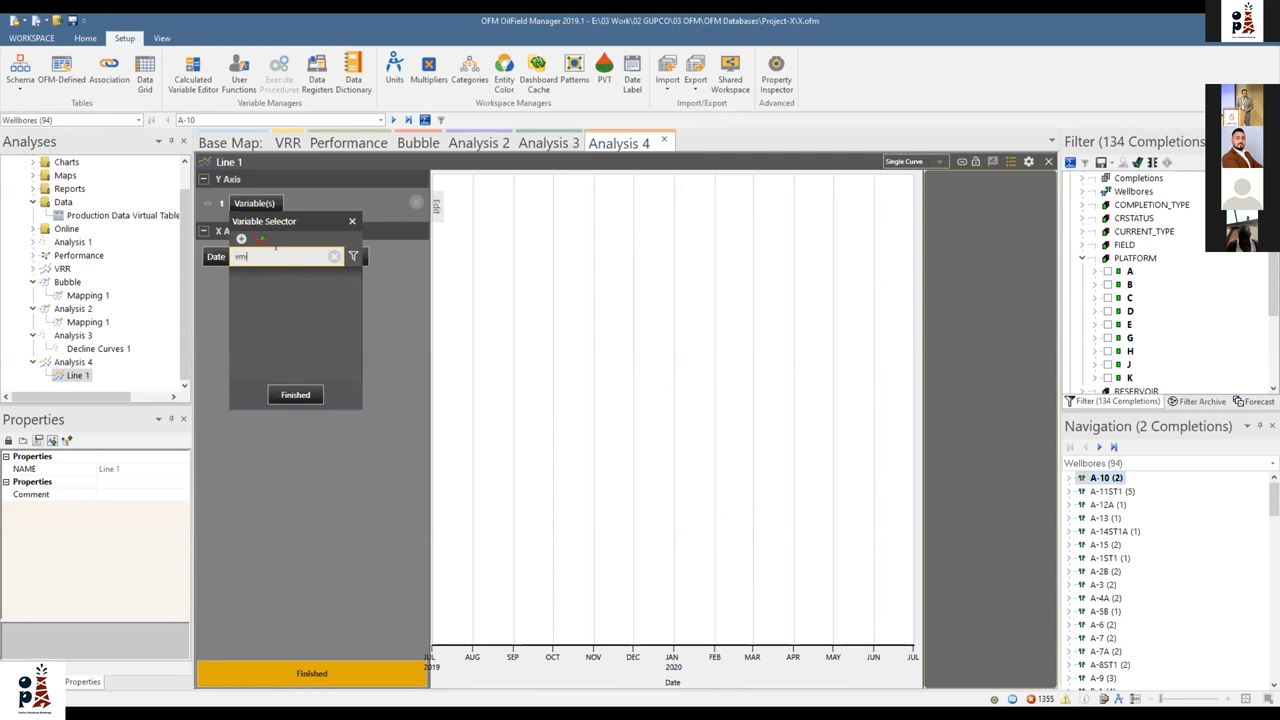 OFM OilField Manager 2019.1 - E:\03 Work\02 GUPCO\03 OFM\OFM Databases\Project-X\X.ofm
WORKSPACE Home Setup View
Schema OFM-Defined Association Data Grid
Calculated Variable Editor User Functions Execute Procedures Data Registers Data Dictionary
Units Multipliers Categories Entity Color Dashboard Cache Patterns PVT Date Label
Import Export Shared Workspace Property Inspector
Tables Variable Managers Workspace Managers Import/Export Advanced
Wellbores (94) A-10
Analyses
Charts
Maps
Reports
Data
Production Data Virtual Table
Online
Analysis 1
Performance
VRR
Bubble
Mapping 1
Analysis 2
Mapping 1
Analysis 3
Decline Curves 1
Analysis 4
Line 1
Properties
Properties
NAME Line 1
Properties
Comment
Properties
Base Map: VRR Performance Bubble Analysis 2 Analysis 3 Analysis 4
Line 1 Single Curve
Y Axis
1 Variable(s)
Variable Selector
X A
Date
Finished
Finished
Edit
JUL AUG SEP OCT NOV DEC JAN FEB MAR APR MAY JUN JUL
2019 2020
Date
Filter (134 Completions)
Completions
Wellbores
COMPLETION_TYPE
CRSTATUS
CURRENT_TYPE
FIELD
PLATFORM
A
B
C
D
E
G
H
J
K
RESERVOIR
Filter (134 Completions) Filter Archive Forecast
Navigation (2 Completions)
Wellbores (94)
A-10 (2)
A-11ST1 (5)
A-12A (1)
A-13 (1)
A-14ST1A (1)
A-15 (2)
A-1ST1 (1)
A-2B (2)
A-3 (2)
A-4A (2)
A-5B (1)
A-6 (2)
A-7 (2)
A-7A (2)
A-8ST1 (2)
A-9 (3)
1355